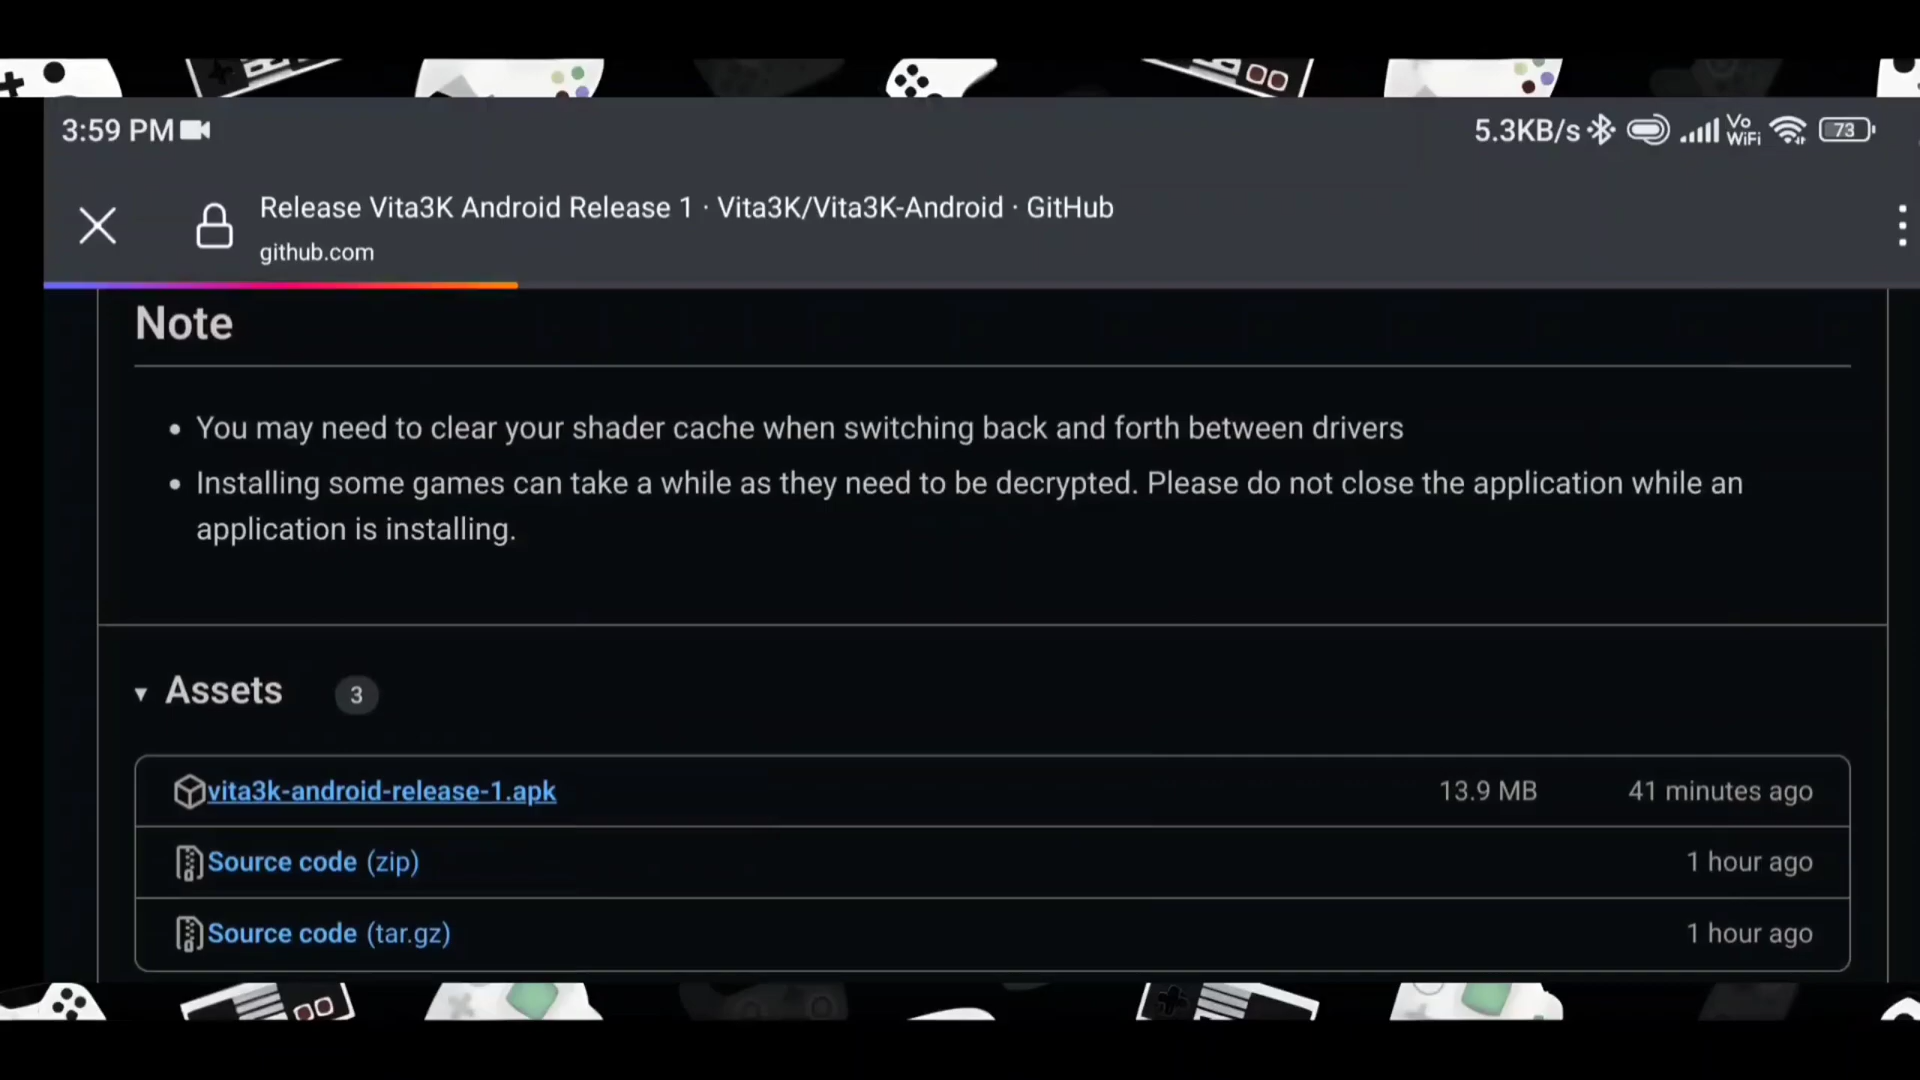 3:59 PM
5.3KB/s Vo WiFi 73
Release Vita3K Android Release 1 · Vita3K/Vita3K-Android · GitHub
github.com
Note
• You may need to clear your shader cache when switching back and forth between drivers
• Installing some games can take a while as they need to be decrypted. Please do not close the application while an
application is installing.
▾ Assets 3
vita3k-android-release-1.apk 13.9 MB 41 minutes ago
Source code (zip) 1 hour ago
Source code (tar.gz) 1 hour ago